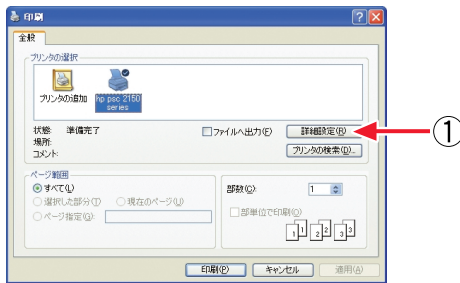 印刷
全般
プリンタの選択
プリンタの追加
hp psc 2150
series
状態: 準備完了
場所:
コメント:
ファイルへ出力(F)
詳細設定(R)
プリンタの検索(D)...
①
ページ範囲
すべて(L)
選択した部分(T) 現在のページ(U)
ページ指定(G):
部数(C): 1
部単位で印刷(O)
1 1 2 2 3 3
印刷(P) キャンセル 適用(A)